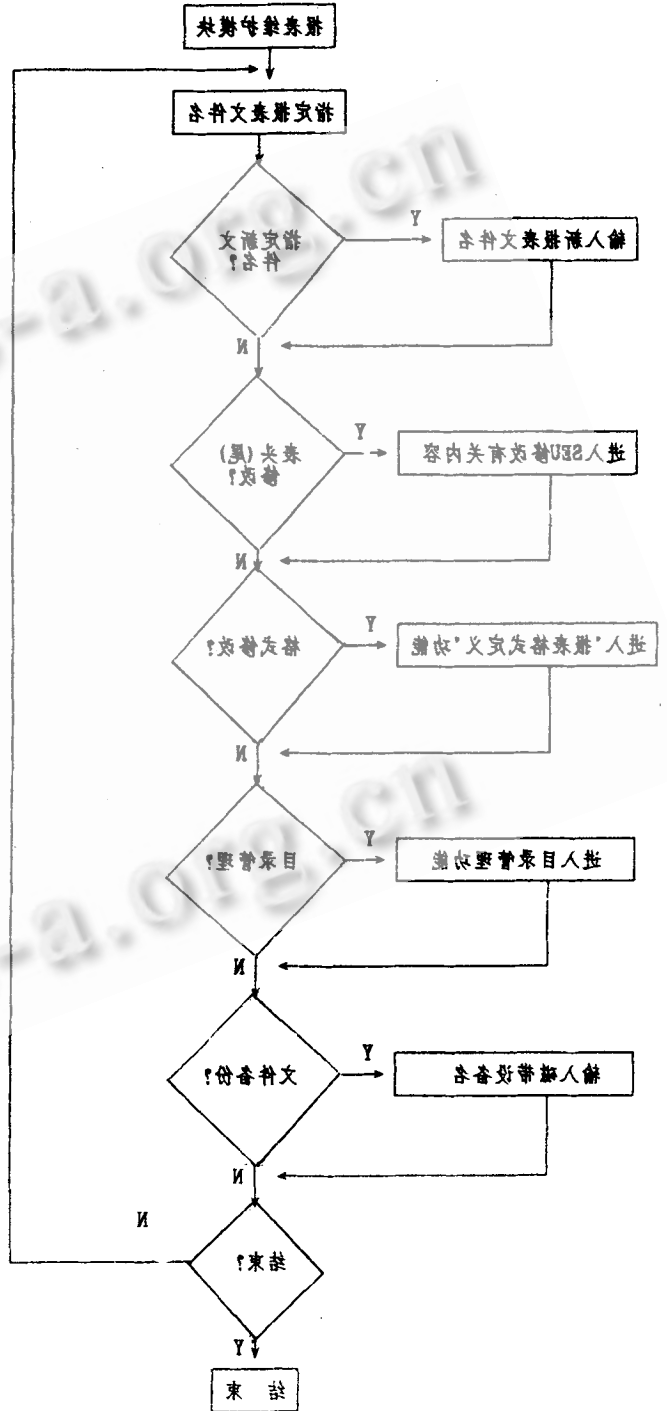 报表维护模块
指定报表文件名
指定新文
件名?
Y
输入新报表文件名
N
表头(尾)
修改?
Y
进入SEU修改有关内容
N
格式修改?
Y
进入"报表格式定义"功能
N
目录管理?
Y
进入目录管理功能
N
文件备份?
Y
输入磁带设备名
N
结束?
N
Y
结 束
-a.org.cn
-a.org.cn